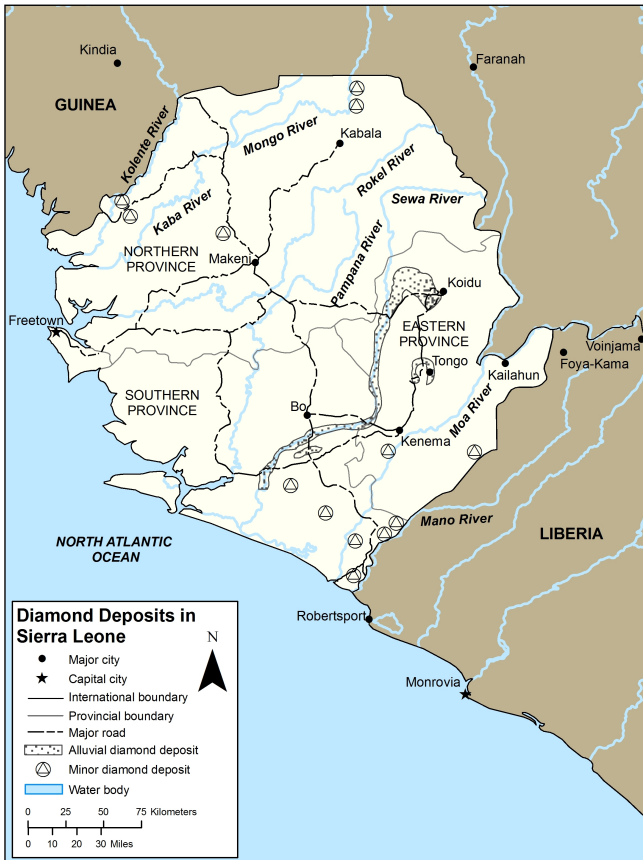 Kindia
Faranah
GUINEA
Kolente River
Mongo River
Kabala
Rokel River
Kaba River
Sewa River
NORTHERN
PROVINCE
Makeni
Pampana River
Koidu
Freetown
EASTERN
PROVINCE
Voinjama
Foya-Kama
Tongo
Kailahun
SOUTHERN
PROVINCE
Bo
Moa River
Kenema
Mano River
LIBERIA
NORTH ATLANTIC
OCEAN
Robertsport
Monrovia
Diamond Deposits in
Sierra Leone
N
Major city
Capital city
International boundary
Provincial boundary
Major road
Alluvial diamond deposit
Minor diamond deposit
Water body
0 25 50 75 Kilometers
0 10 20 30 Miles